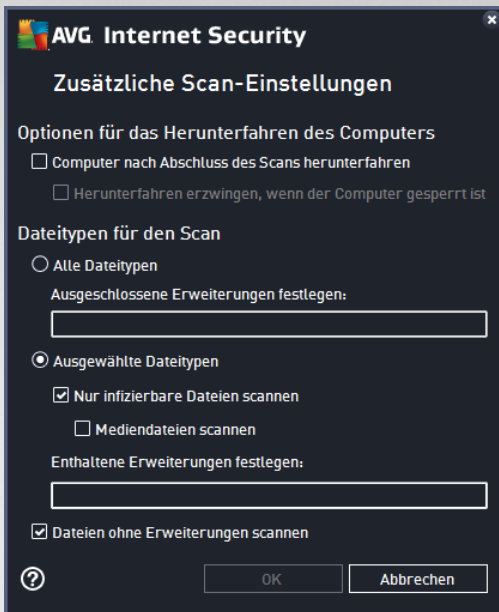 AVG Internet Security
Zusätzliche Scan-Einstellungen
Optionen für das Herunterfahren des Computers
Computer nach Abschluss des Scans herunterfahren
Herunterfahren erzwingen, wenn der Computer gesperrt ist
Dateitypen für den Scan
Alle Dateitypen
Ausgeschlossene Erweiterungen festlegen:
Ausgewählte Dateitypen
Nur infizierbare Dateien scannen
Mediendateien scannen
Enthaltene Erweiterungen festlegen:
Dateien ohne Erweiterungen scannen
? OK Abbrechen